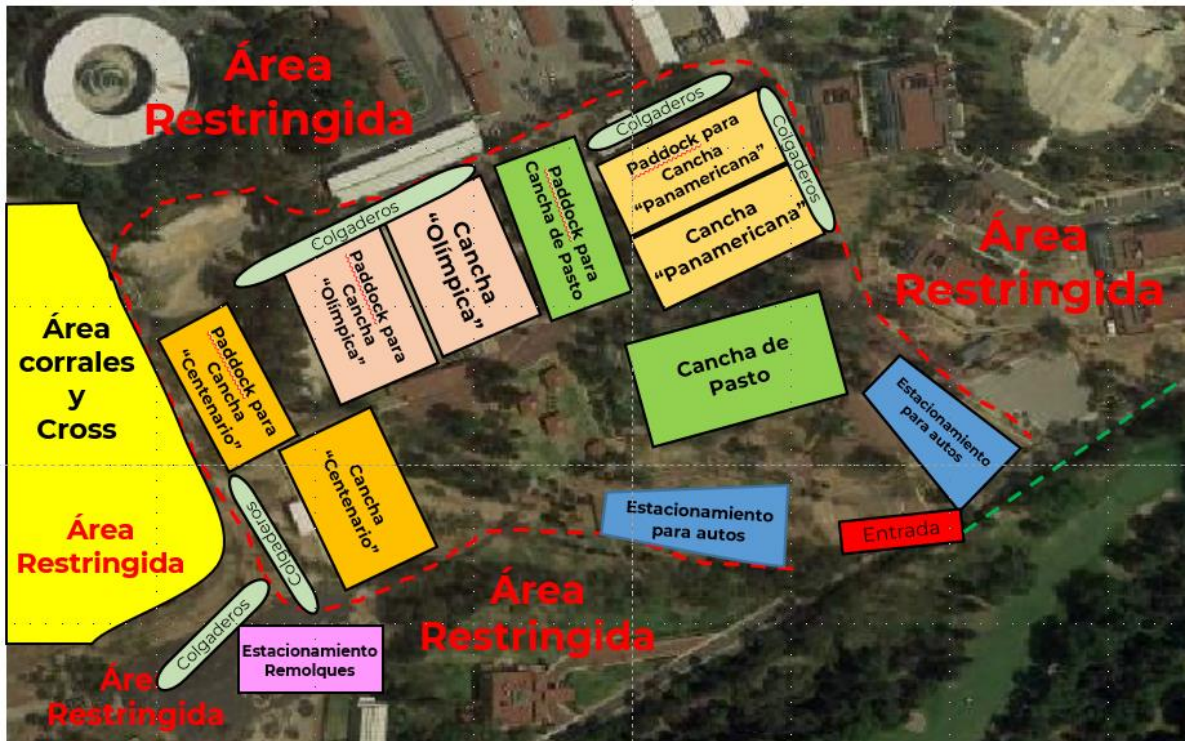 Área
Restringida
Colgaderos
Colgaderos
Paddock para
Cancha
“Panamericana”
Cancha
“Panamericana”
Paddock para
Cancha de Pasto
Colgaderos
Cancha
“Olímpica”
Paddock para
Cancha
“Olímpica”
Área
Restringida
Área
corrales
y
Cross
Área
Restringida
Paddock para
Cancha
“Centenario”
Cancha de
Pasto
Estacionamiento
para autos
Cancha
“Centenario”
Colgaderos
Estacionamiento
para autos
Entrada
Colgaderos
Área
Restringida
Estacionamiento
Remolques
Áre
Restringida